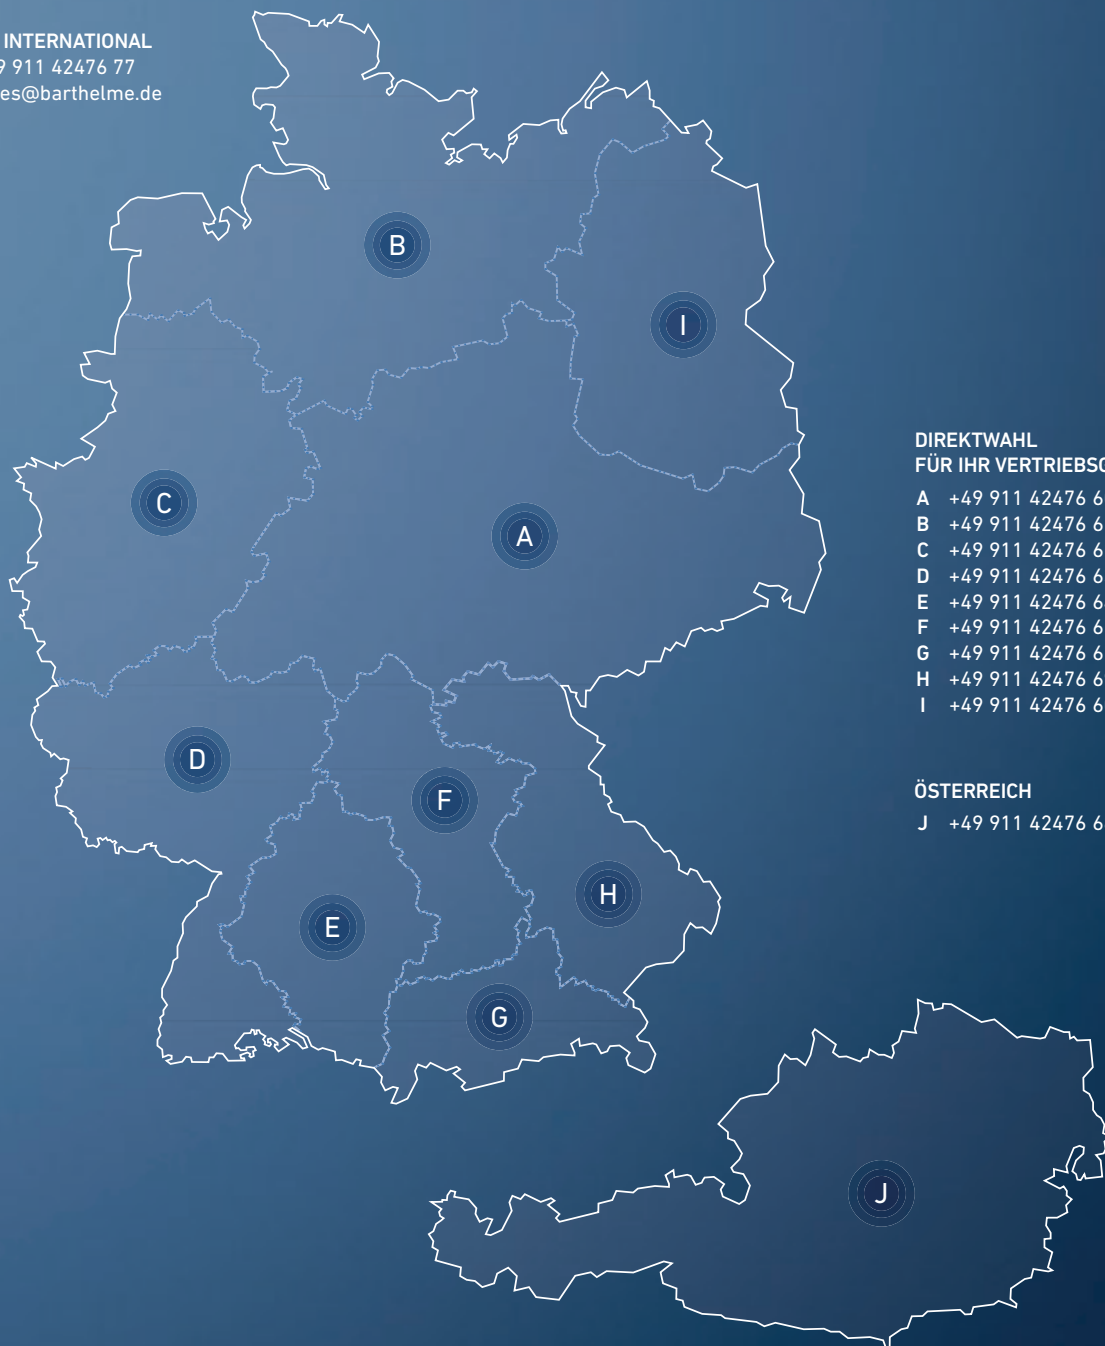 INTERNATIONAL
9 911 42476 77
es@barthelme.de
B
I
C
A
D
F
H
E
G
J
DIREKTWAHL
FÜR IHR
A +49 911 42476 6
B +49 911 42476 6
C +49 911 42476 6
D +49 911 42476 6
E +49 911 42476 6
F +49 911 42476 6
G +49 911 42476 6
H +49 911 42476 6
I +49 911 42476 6
ÖSTERREICH
J +49 911 42476 6